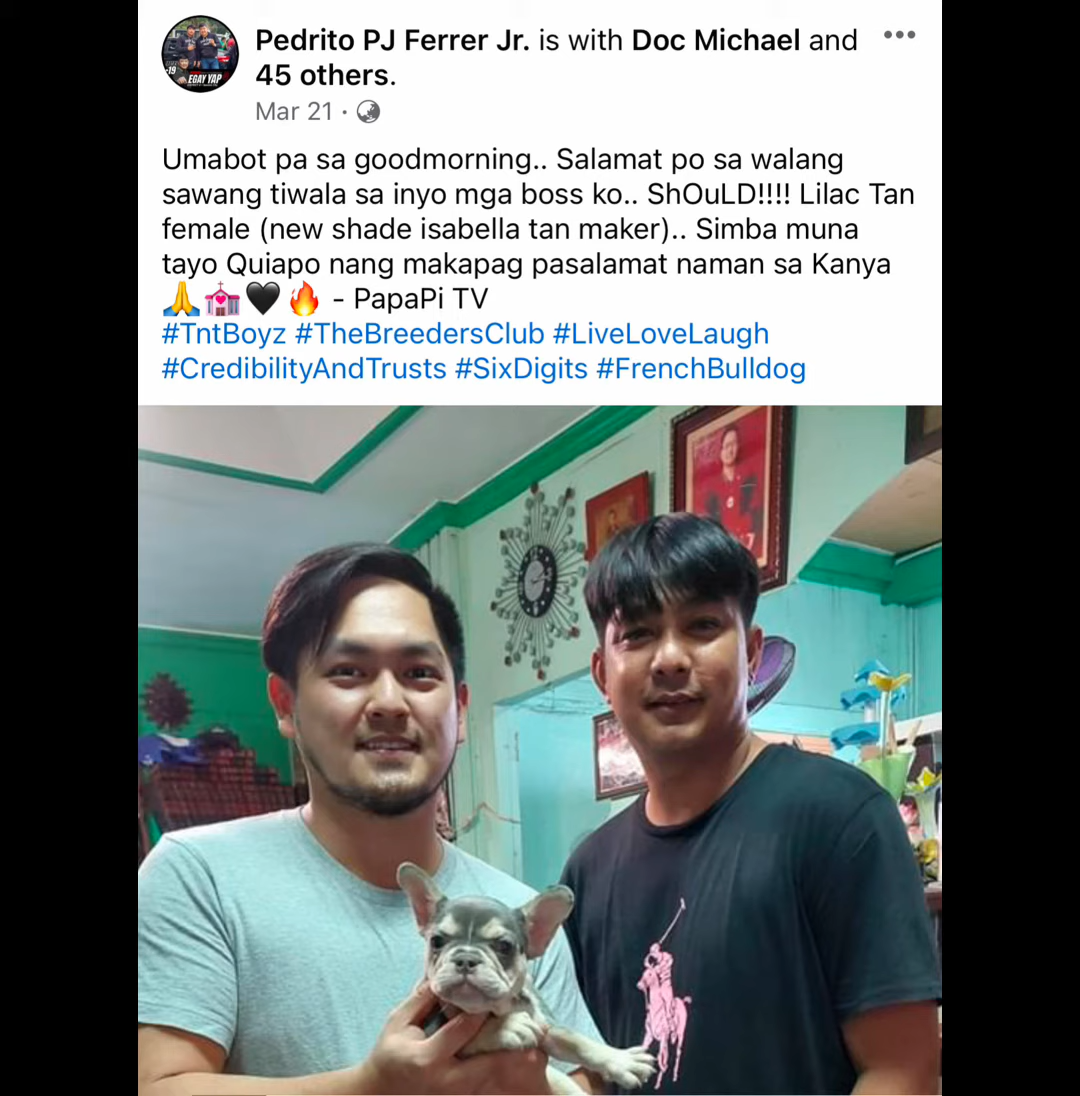 Pedrito PJ Ferrer Jr. is with Doc Michael and
45 others.
Mar 21 ·
Umabot pa sa goodmorning.. Salamat po sa walang
sawang tiwala sa inyo mga boss ko.. ShOuLD!!!! Lilac Tan
female (new shade isabella tan maker).. Simba muna
tayo Quiapo nang makapag pasalamat naman sa Kanya
🙏💒🖤🔥 - PapaPi TV
#TntBoyz #TheBreedersClub #LiveLoveLaugh
#CredibilityAndTrusts #SixDigits #FrenchBulldog
19
EGAY YAP